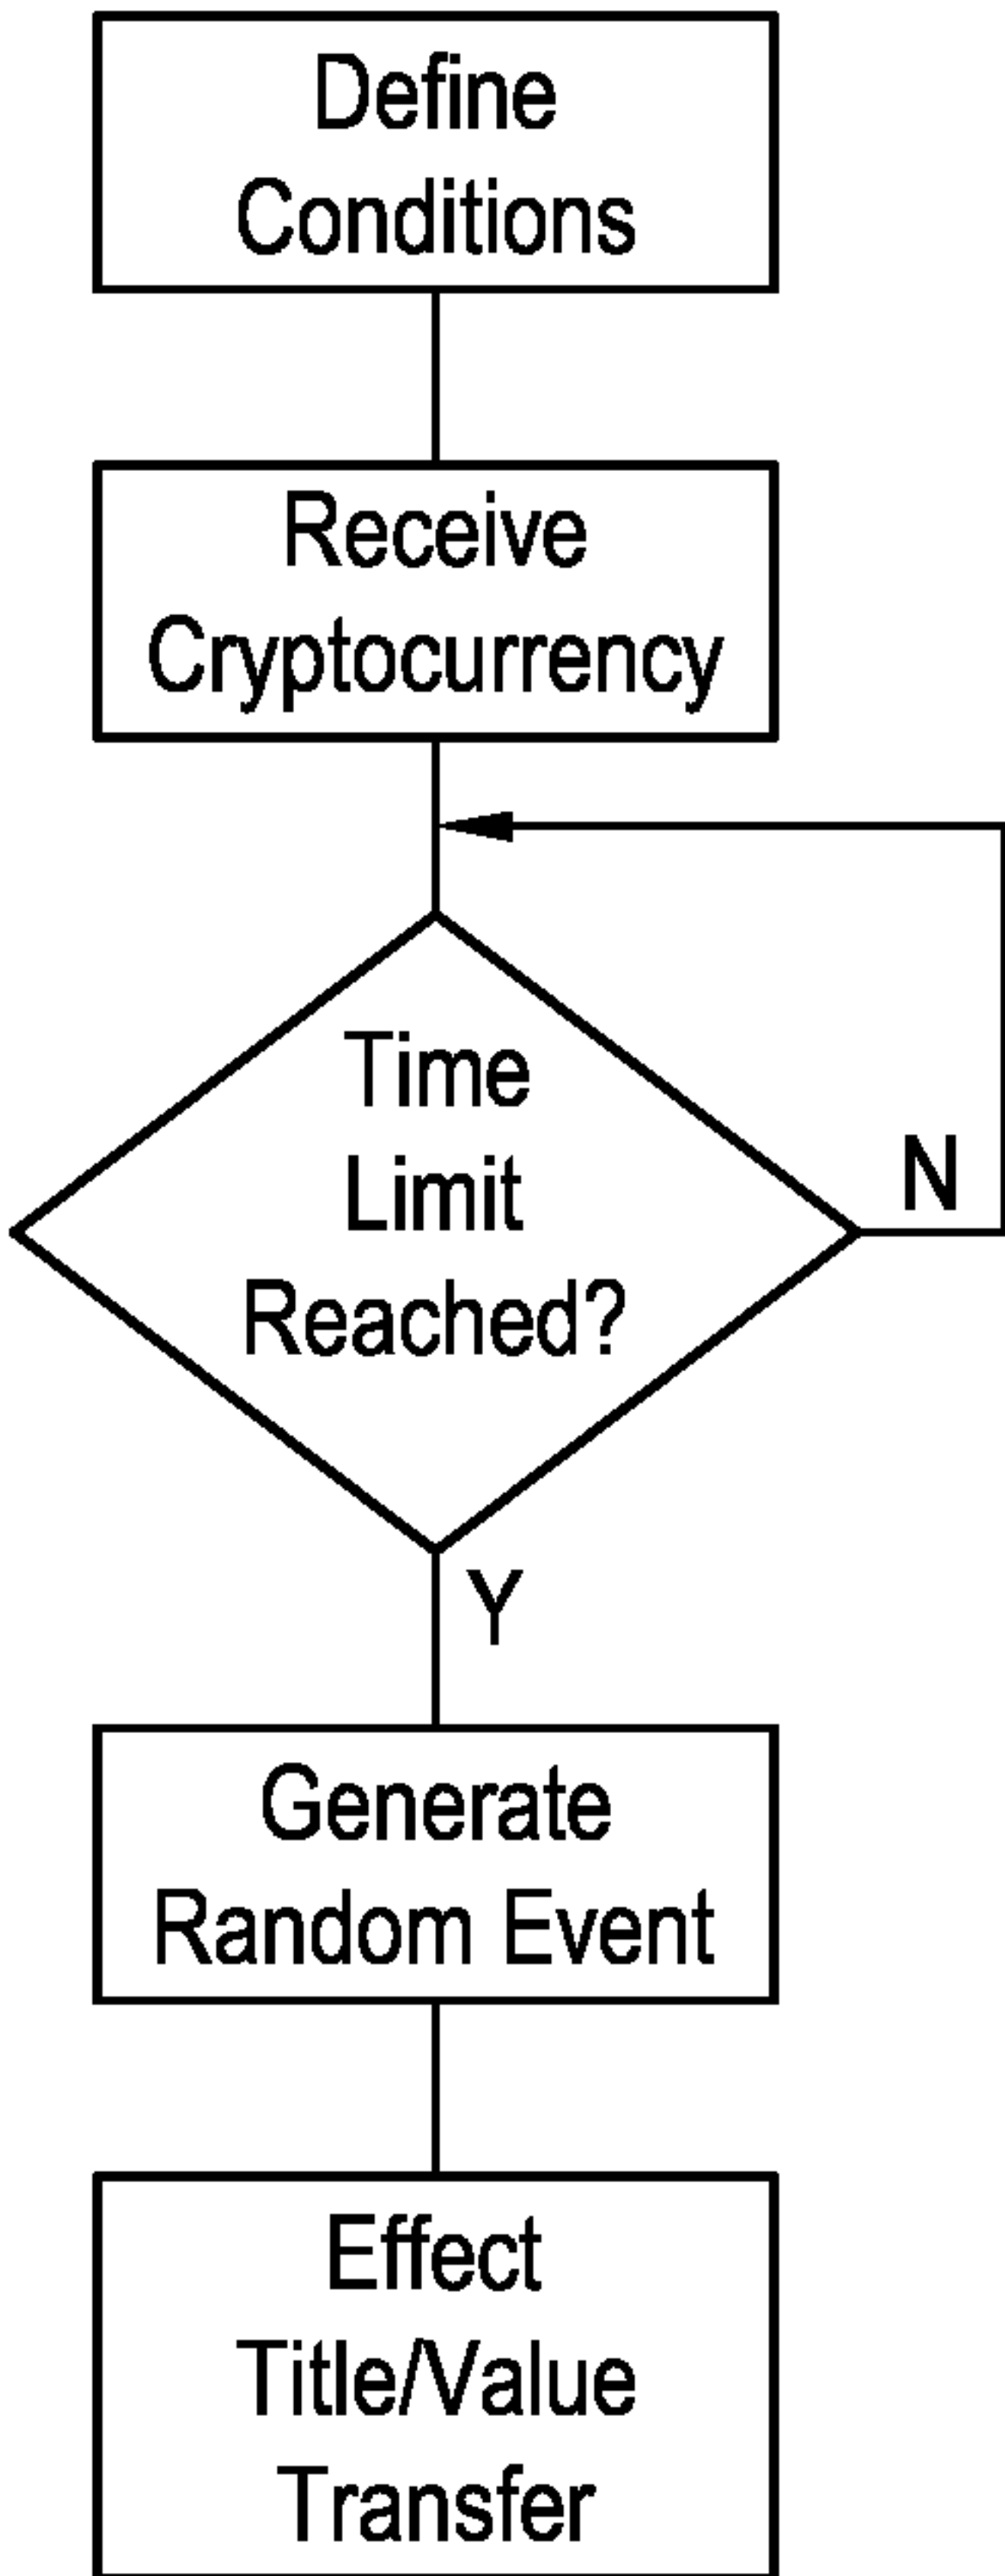 Define
Conditions
Receive
Cryptocurrency
Time
Limit
Reached?
N
Y
Generate
Random Event
Effect
Title/Value
Transfer